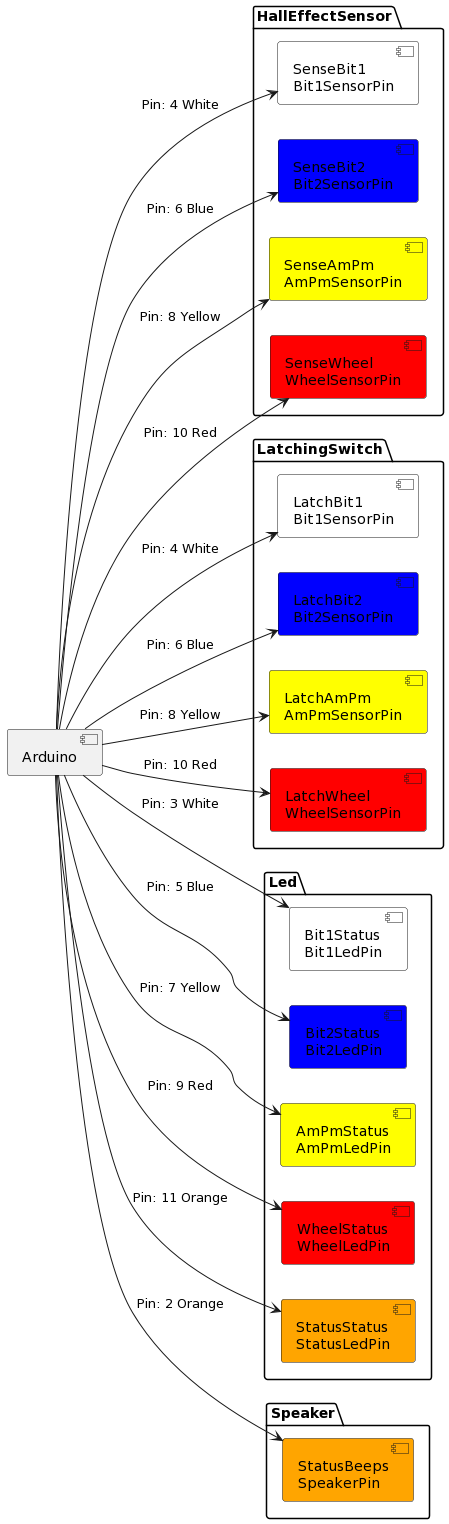 HallEffectSensor
SenseBit1
Bit1SensorPin
Pin: 4 White
SenseBit2
Bit2SensorPin
Pin: 6 Blue
SenseAmPm
AmPmSensorPin
Pin: 8 Yellow
SenseWheel
WheelSensorPin
Pin: 10 Red
LatchingSwitch
LatchBit1
Bit1SensorPin
Pin: 4 White
LatchBit2
Bit2SensorPin
Pin: 6 Blue
LatchAmPm
AmPmSensorPin
Pin: 8 Yellow
Arduino
Pin: 10 Red
LatchWheel
WheelSensorPin
Pin: 3 White
Led
Bit1Status
Bit1LedPin
Pin: 5 Blue
Bit2Status
Bit2LedPin
Pin: 7 Yellow
AmPmStatus
AmPmLedPin
Pin: 9 Red
WheelStatus
WheelLedPin
Pin: 11 Orange
StatusStatus
StatusLedPin
Pin: 2 Orange
Speaker
StatusBeeps
SpeakerPin